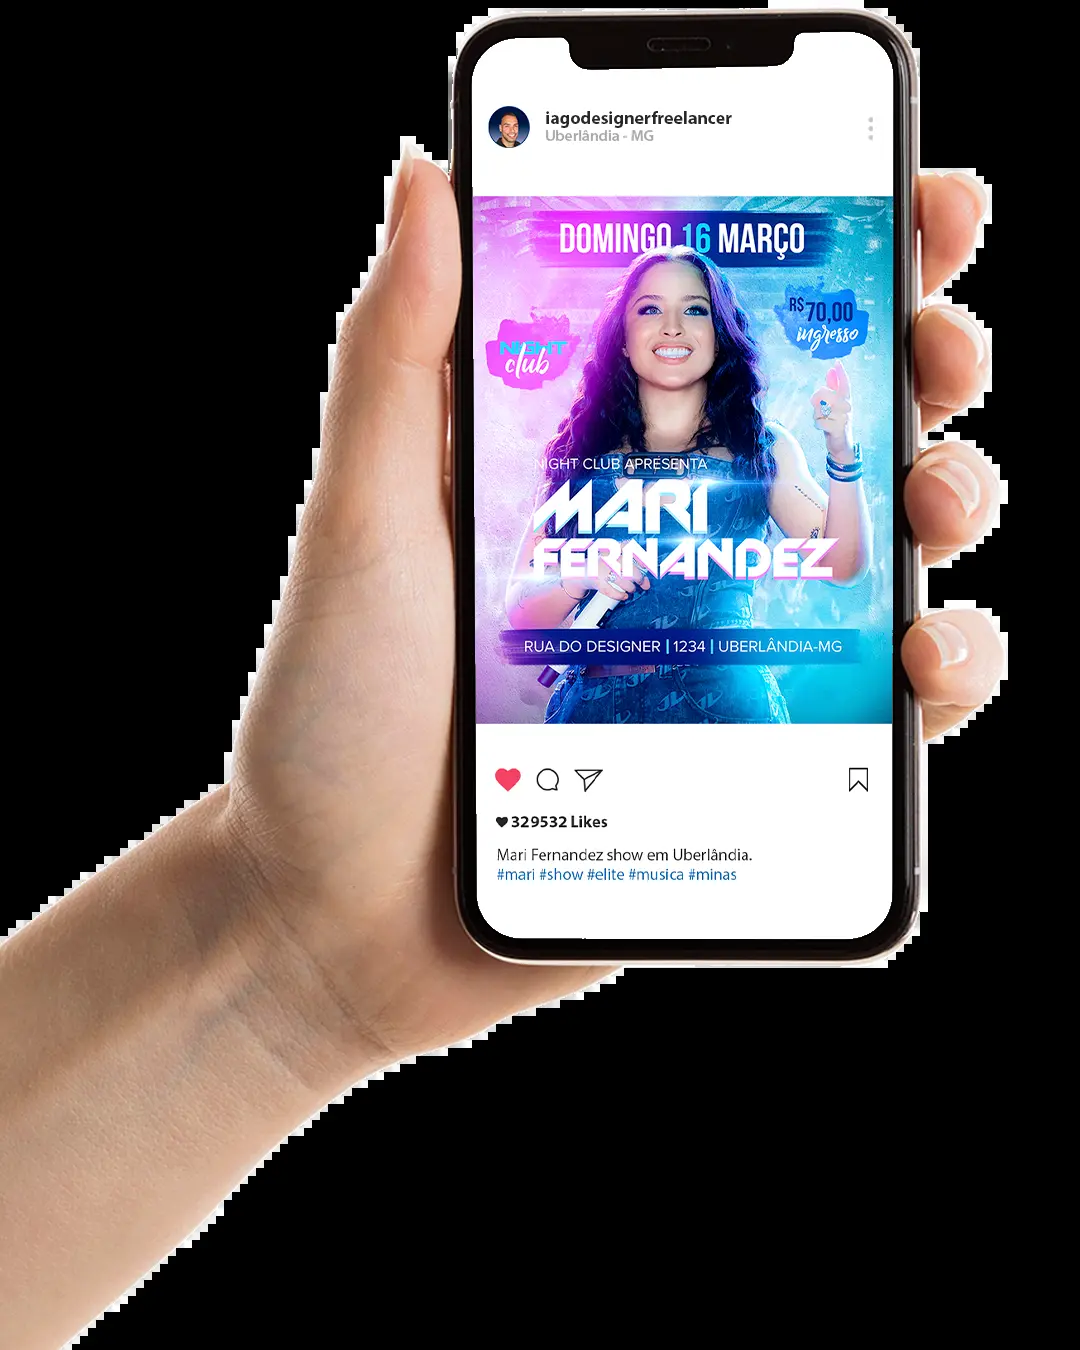 iagodesignerfreelancer
Uberlândia - MG
DOMINGO 16 MARÇO
R$70,00
ingresso
NIGHT
club
NIGHT CLUB APRESENTA
MARI
FERNANDEZ
RUA DO DESIGNER | 1234 | UBERLÂNDIA-MG
329532 Likes
Mari Fernandez show em Uberlândia.
#mari #show #elite #musica #minas